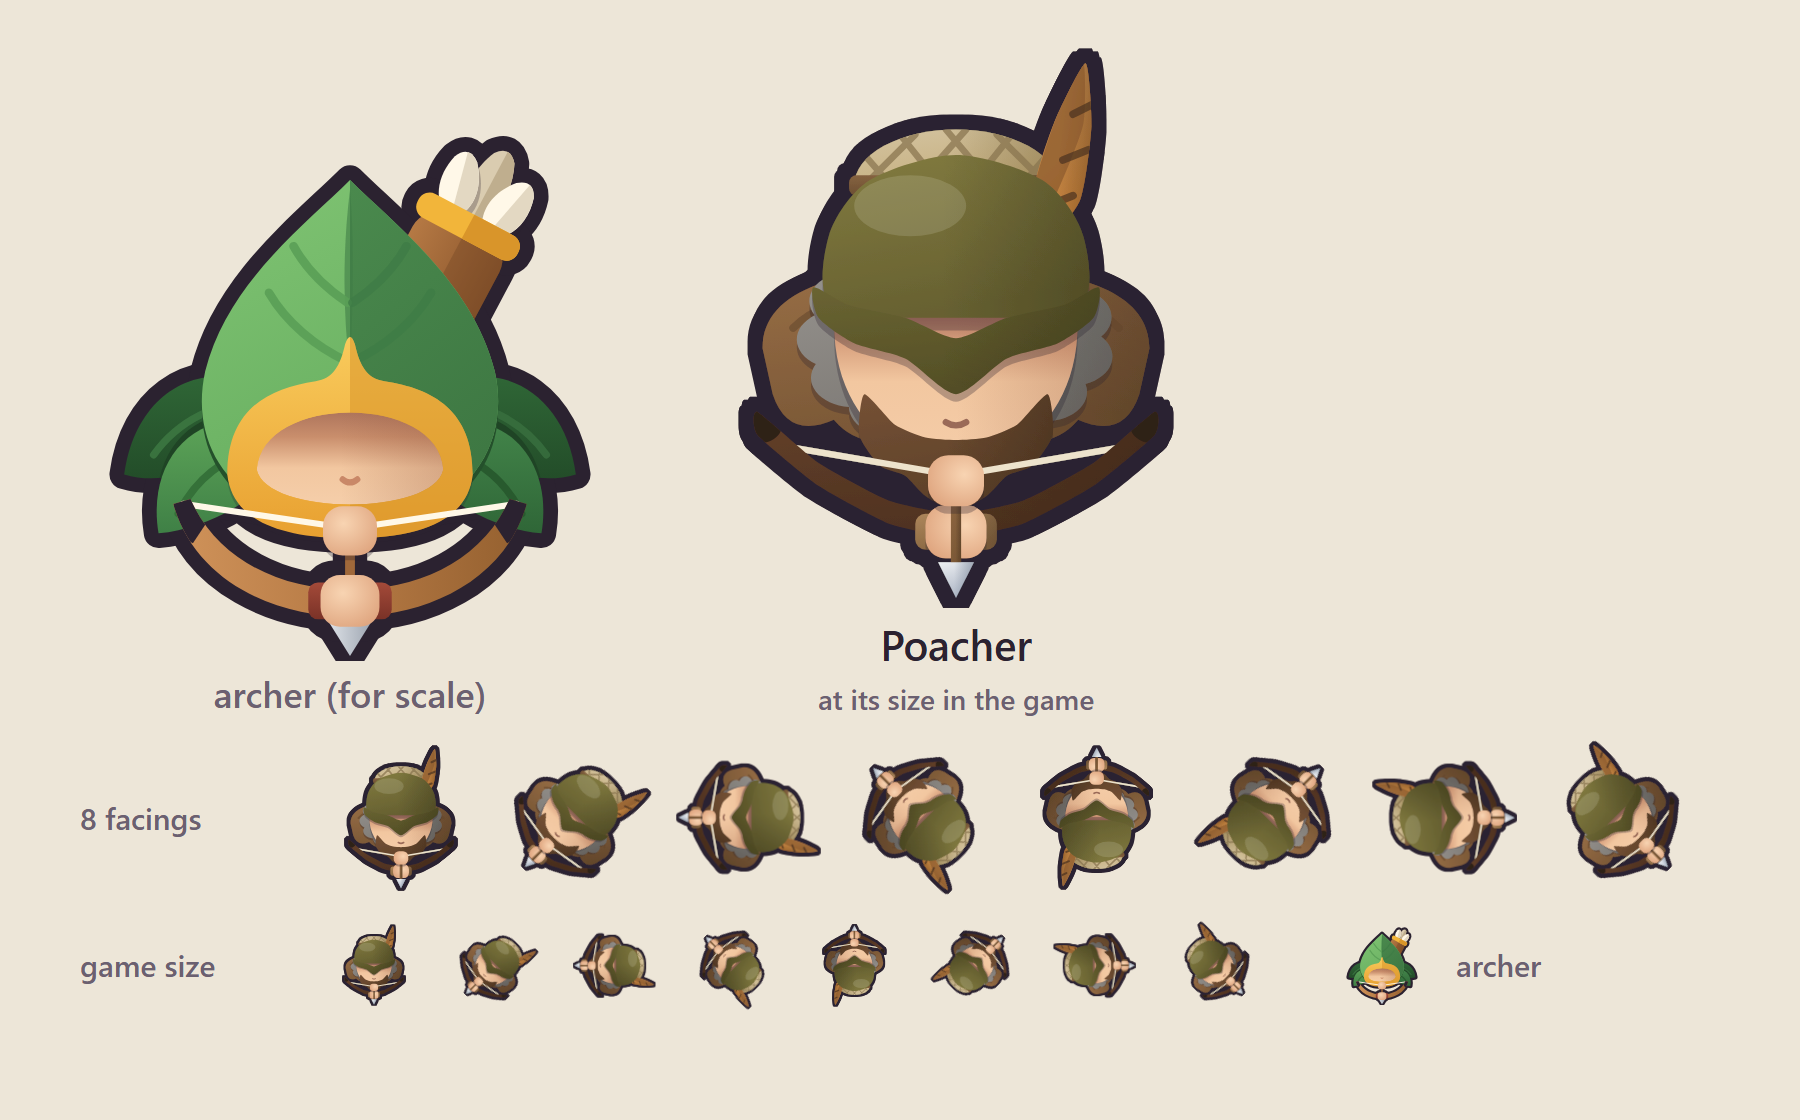 archer (for scale)
Poacher
at its size in the game
8 facings
game size
archer